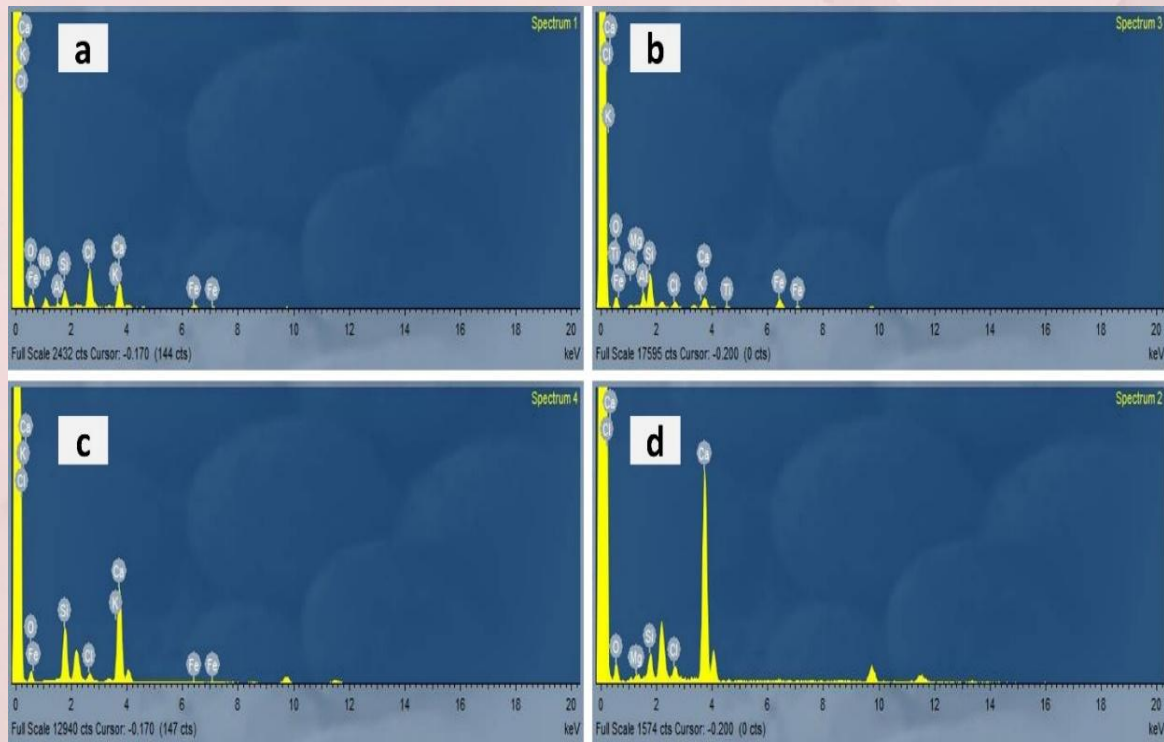 a
Spectrum 1
Ca
K
Cl
O
Na
Fe
Al
Si
Cl
Ca
K
Fe
Fe
0 2 4 6 8 10 12 14 16 18 20
Full Scale 2432 cts Cursor: -0.170 (144 cts)
keV
b
Spectrum 3
Ca
Cl
K
O
Ti
Fe
Mg
Na
Al
Si
Cl
Ca
K
Ti
Fe
Fe
0 2 4 6 8 10 12 14 16 18 20
Full Scale 17595 cts Cursor: -0.200 (0 cts)
keV
c
Spectrum 4
Ca
K
Cl
O
Fe
Si
Cl
Ca
K
Fe
Fe
0 2 4 6 8 10 12 14 16 18 20
Full Scale 12940 cts Cursor: -0.170 (147 cts)
keV
d
Spectrum 2
Ca
Cl
O
Mg
Si
Cl
Ca
0 2 4 6 8 10 12 14 16 18 20
Full Scale 1574 cts Cursor: -0.200 (0 cts)
keV